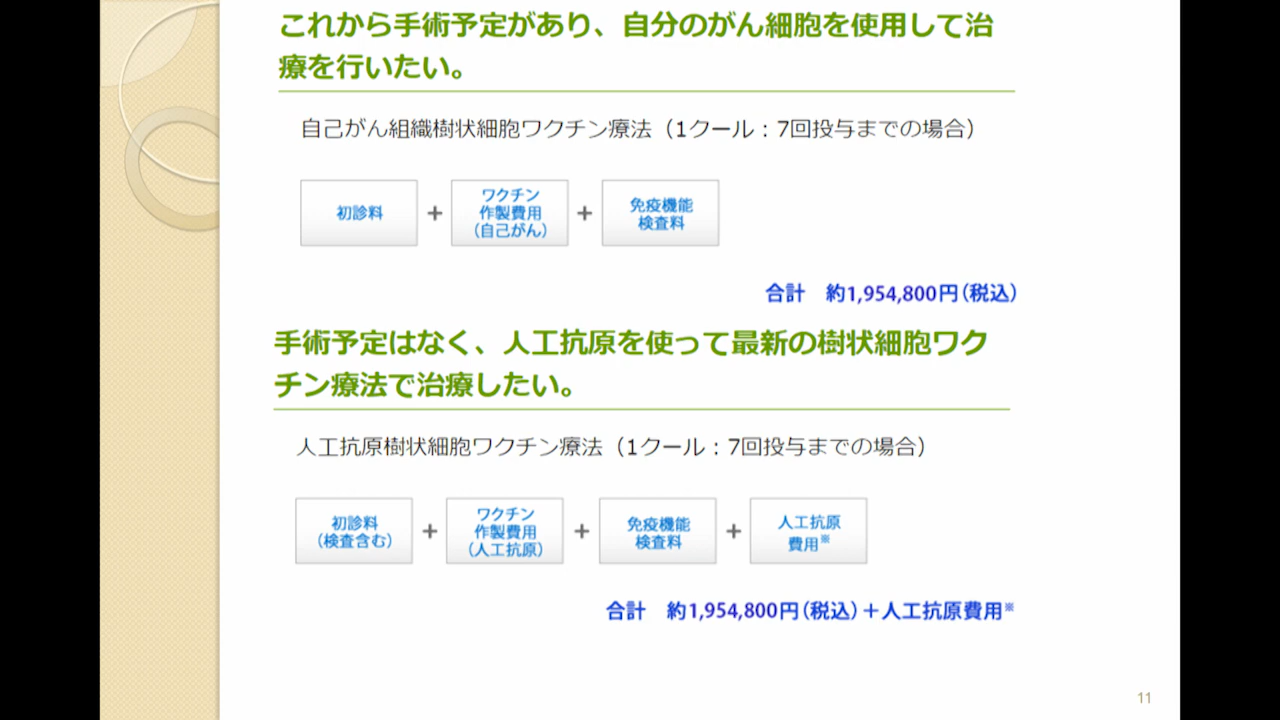 これから手術予定があり、自分のがん細胞を使用して治
療を行いたい。
自己がん組織樹状細胞ワクチン療法（1クール：7回投与までの場合）
初診料
+
ワクチン
作製費用
（自己がん）
+
免疫機能
検査料
合計　約1,954,800円（税込）
手術予定はなく、人工抗原を使って最新の樹状細胞ワク
チン療法で治療したい。
人工抗原樹状細胞ワクチン療法（1クール：7回投与までの場合）
初診料
（検査含む）
+
ワクチン
作製費用
（人工抗原）
+
免疫機能
検査料
+
人工抗原
費用※
合計　約1,954,800円（税込）＋人工抗原費用※
11